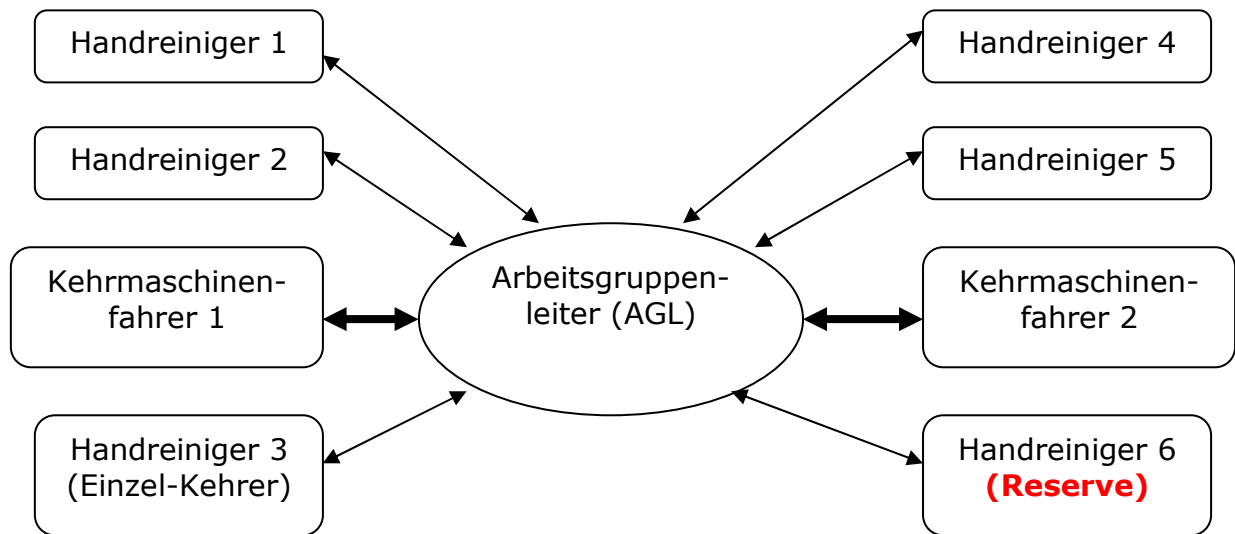 Handreiniger 1
Handreiniger 4
Handreiniger 2
Handreiniger 5
Kehrmaschinen-
fahrer 1
Arbeitsgruppen-
leiter (AGL)
Kehrmaschinen-
fahrer 2
Handreiniger 3
(Einzel-Kehrer)
Handreiniger 6
(Reserve)